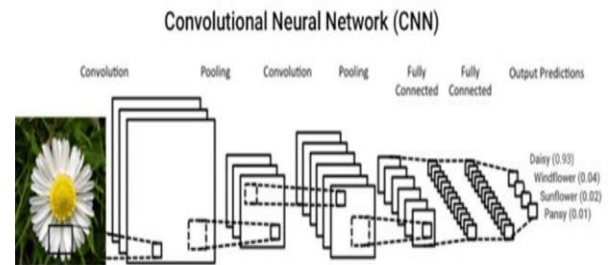 Convolutional Neural Network (CNN)
Convolution
Pooling
Convolution
Pooling
Fully
Connected
Fully
Connected
Output Predictions
Daisy (0.93)
Windflower (0.04)
Sunflower (0.02)
Pansy (0.01)